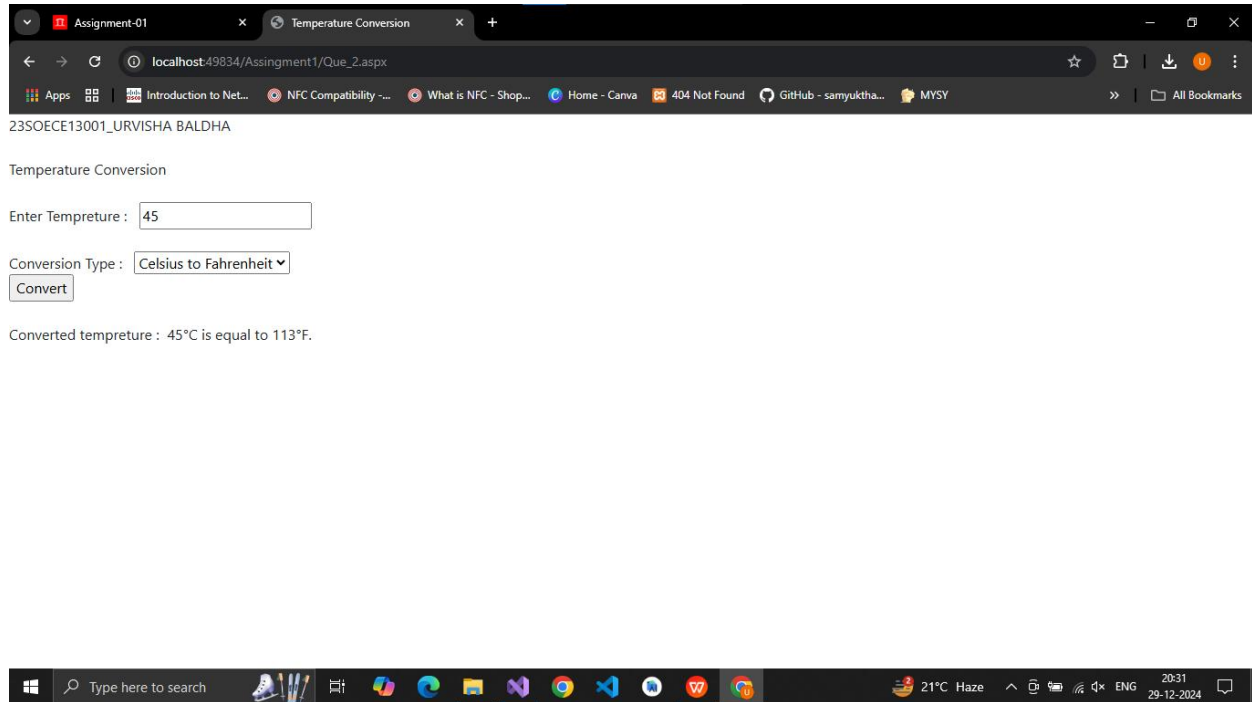 Assignment-01
Temperature Conversion
localhost:49834/Assingment1/Que_2.aspx
U
Apps
Introduction to Net...
NFC Compatibility -...
What is NFC - Shop...
Home - Canva
404 Not Found
GitHub - samyuktha...
MYSY
All Bookmarks
23SOECE13001_URVISHA BALDHA
Temperature Conversion
Enter Tempreture : 45
Conversion Type : Celsius to Fahrenheit
Convert
Converted tempreture : 45°C is equal to 113°F.
Type here to search
21°C Haze
ENG
20:31
29-12-2024